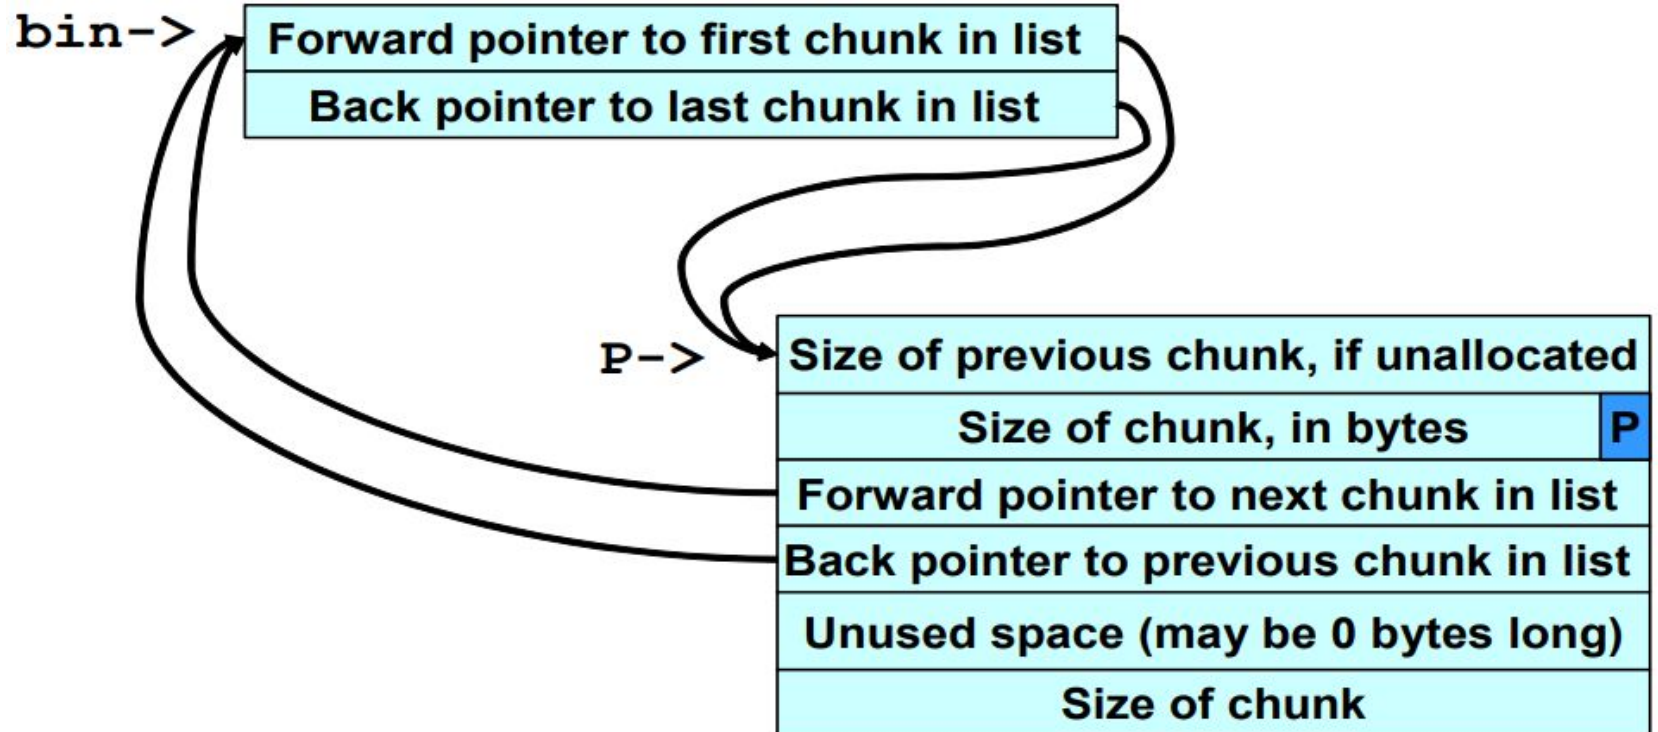 bin->
Forward pointer to first chunk in list
Back pointer to last chunk in list
P->
Size of previous chunk, if unallocated
Size of chunk, in bytes P
Forward pointer to next chunk in list
Back pointer to previous chunk in list
Unused space (may be 0 bytes long)
Size of chunk